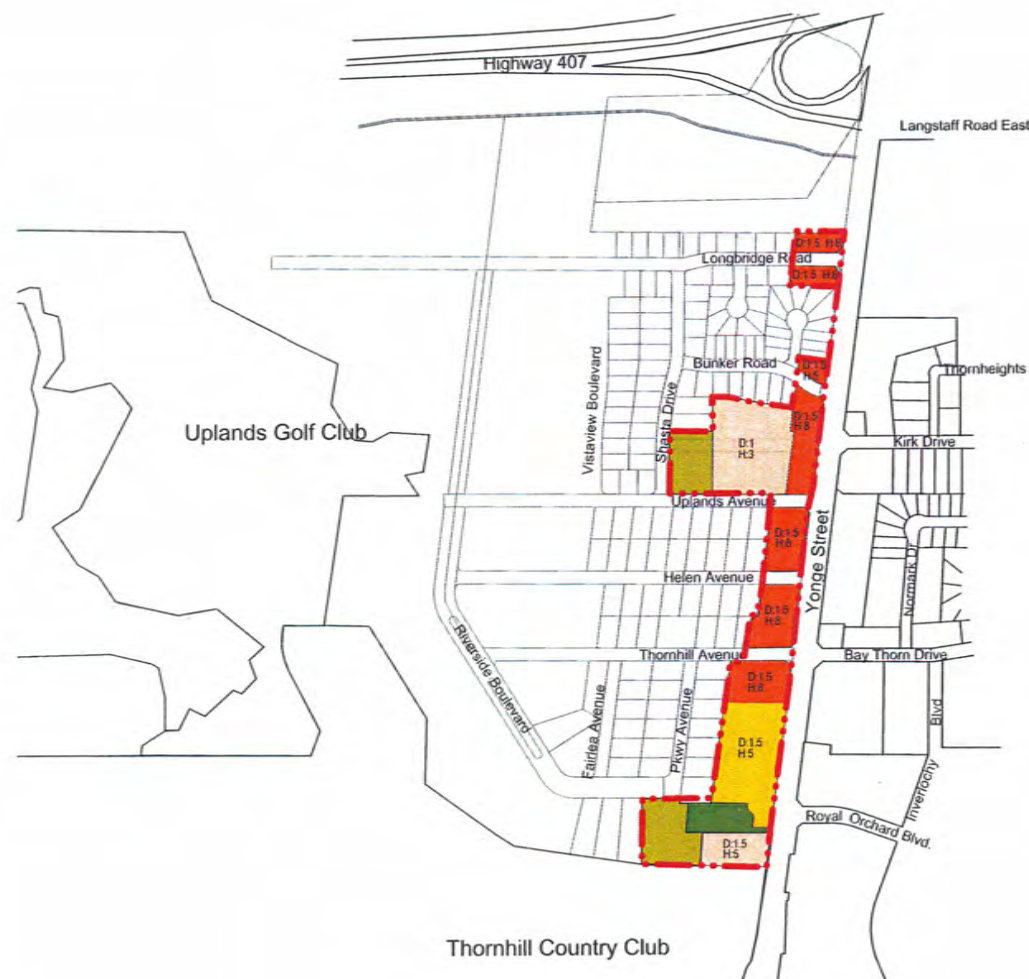 Highway 407
Langstaff Road East
D:1.5 H:8
Longbridge Road
D:1.5 H:8
Bunker Road
D:1.5
H:5
Thornheights
Vistaview Boulevard
Shasta Drive
D:1
H:3
D:1.5
H:8
Uplands Golf Club
Kirk Drive
Uplands Avenue
D:1.5
H:8
Yonge Street
Normark Dr
Helen Avenue
D:1.5
H:8
Thornhill Avenue
Bay Thorn Drive
Riverside Boulevard
Fairlea Avenue
Pkwy Avenue
D:1.5
H:8
D:1.5
H:5
Inverlochy Blvd
Royal Orchard Blvd.
D:1.5
H:5
Thornhill Country Club